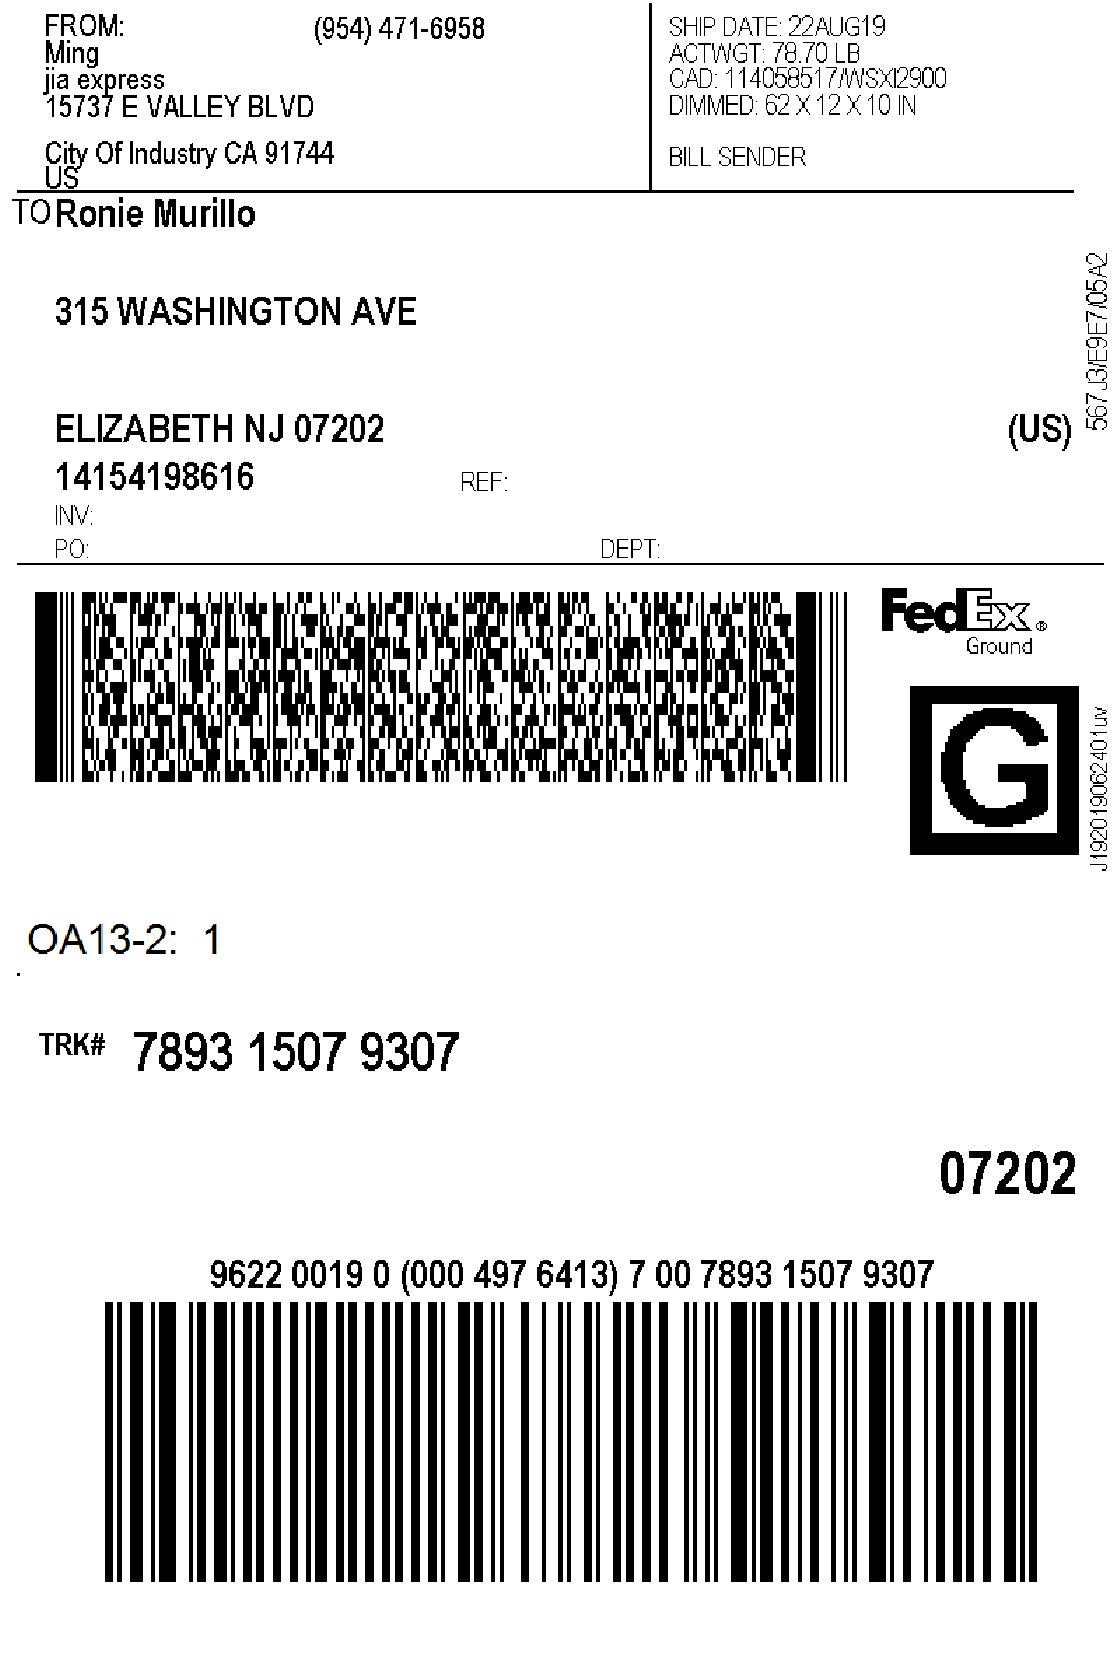 FROM: (954) 471-6958
Ming
jia express
15737 E VALLEY BLVD
City Of Industry CA 91744
US
SHIP DATE: 22AUG19
ACTWGT: 78.70 LB
CAD: 114058517/WSXI2900
DIMMED: 62 X 12 X 10 IN
BILL SENDER
TO Ronie Murillo
315 WASHINGTON AVE
ELIZABETH NJ 07202 (US)
14154198616 REF:
INV:
PO: DEPT:
567J3/E9E7/05A2
FedEx®
Ground
G
J192019062401uv
OA13-2: 1
.
TRK# 7893 1507 9307
07202
9622 0019 0 (000 497 6413) 7 00 7893 1507 9307